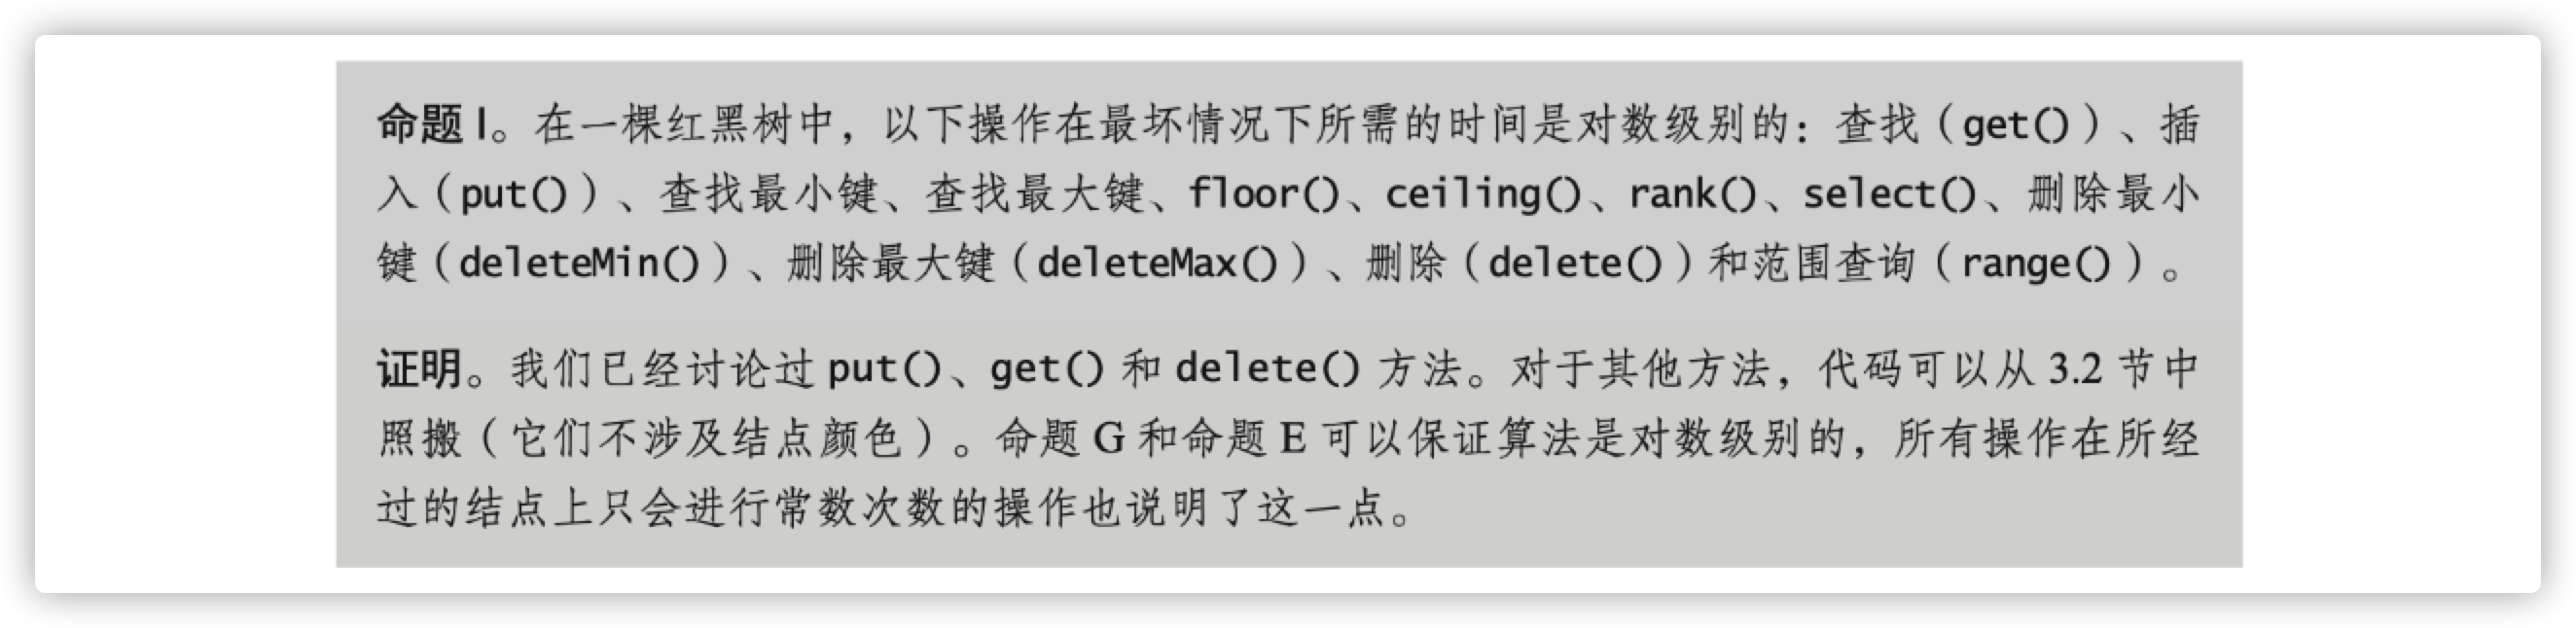 命题 I。在一棵红黑树中，以下操作在最坏情况下所需的时间是对数级别的：查找（get()）、插
入（put()）、查找最小键、查找最大键、floor()、ceiling()、rank()、select()、删除最小
键（deleteMin()）、删除最大键（deleteMax()）、删除（delete()）和范围查询（range()）。
证明。我们已经讨论过 put()、get() 和 delete() 方法。对于其他方法，代码可以从 3.2 节中
照搬（它们不涉及结点颜色）。命题 G 和命题 E 可以保证算法是对数级别的，所有操作在所经
过的结点上只会进行常数次数的操作也说明了这一点。